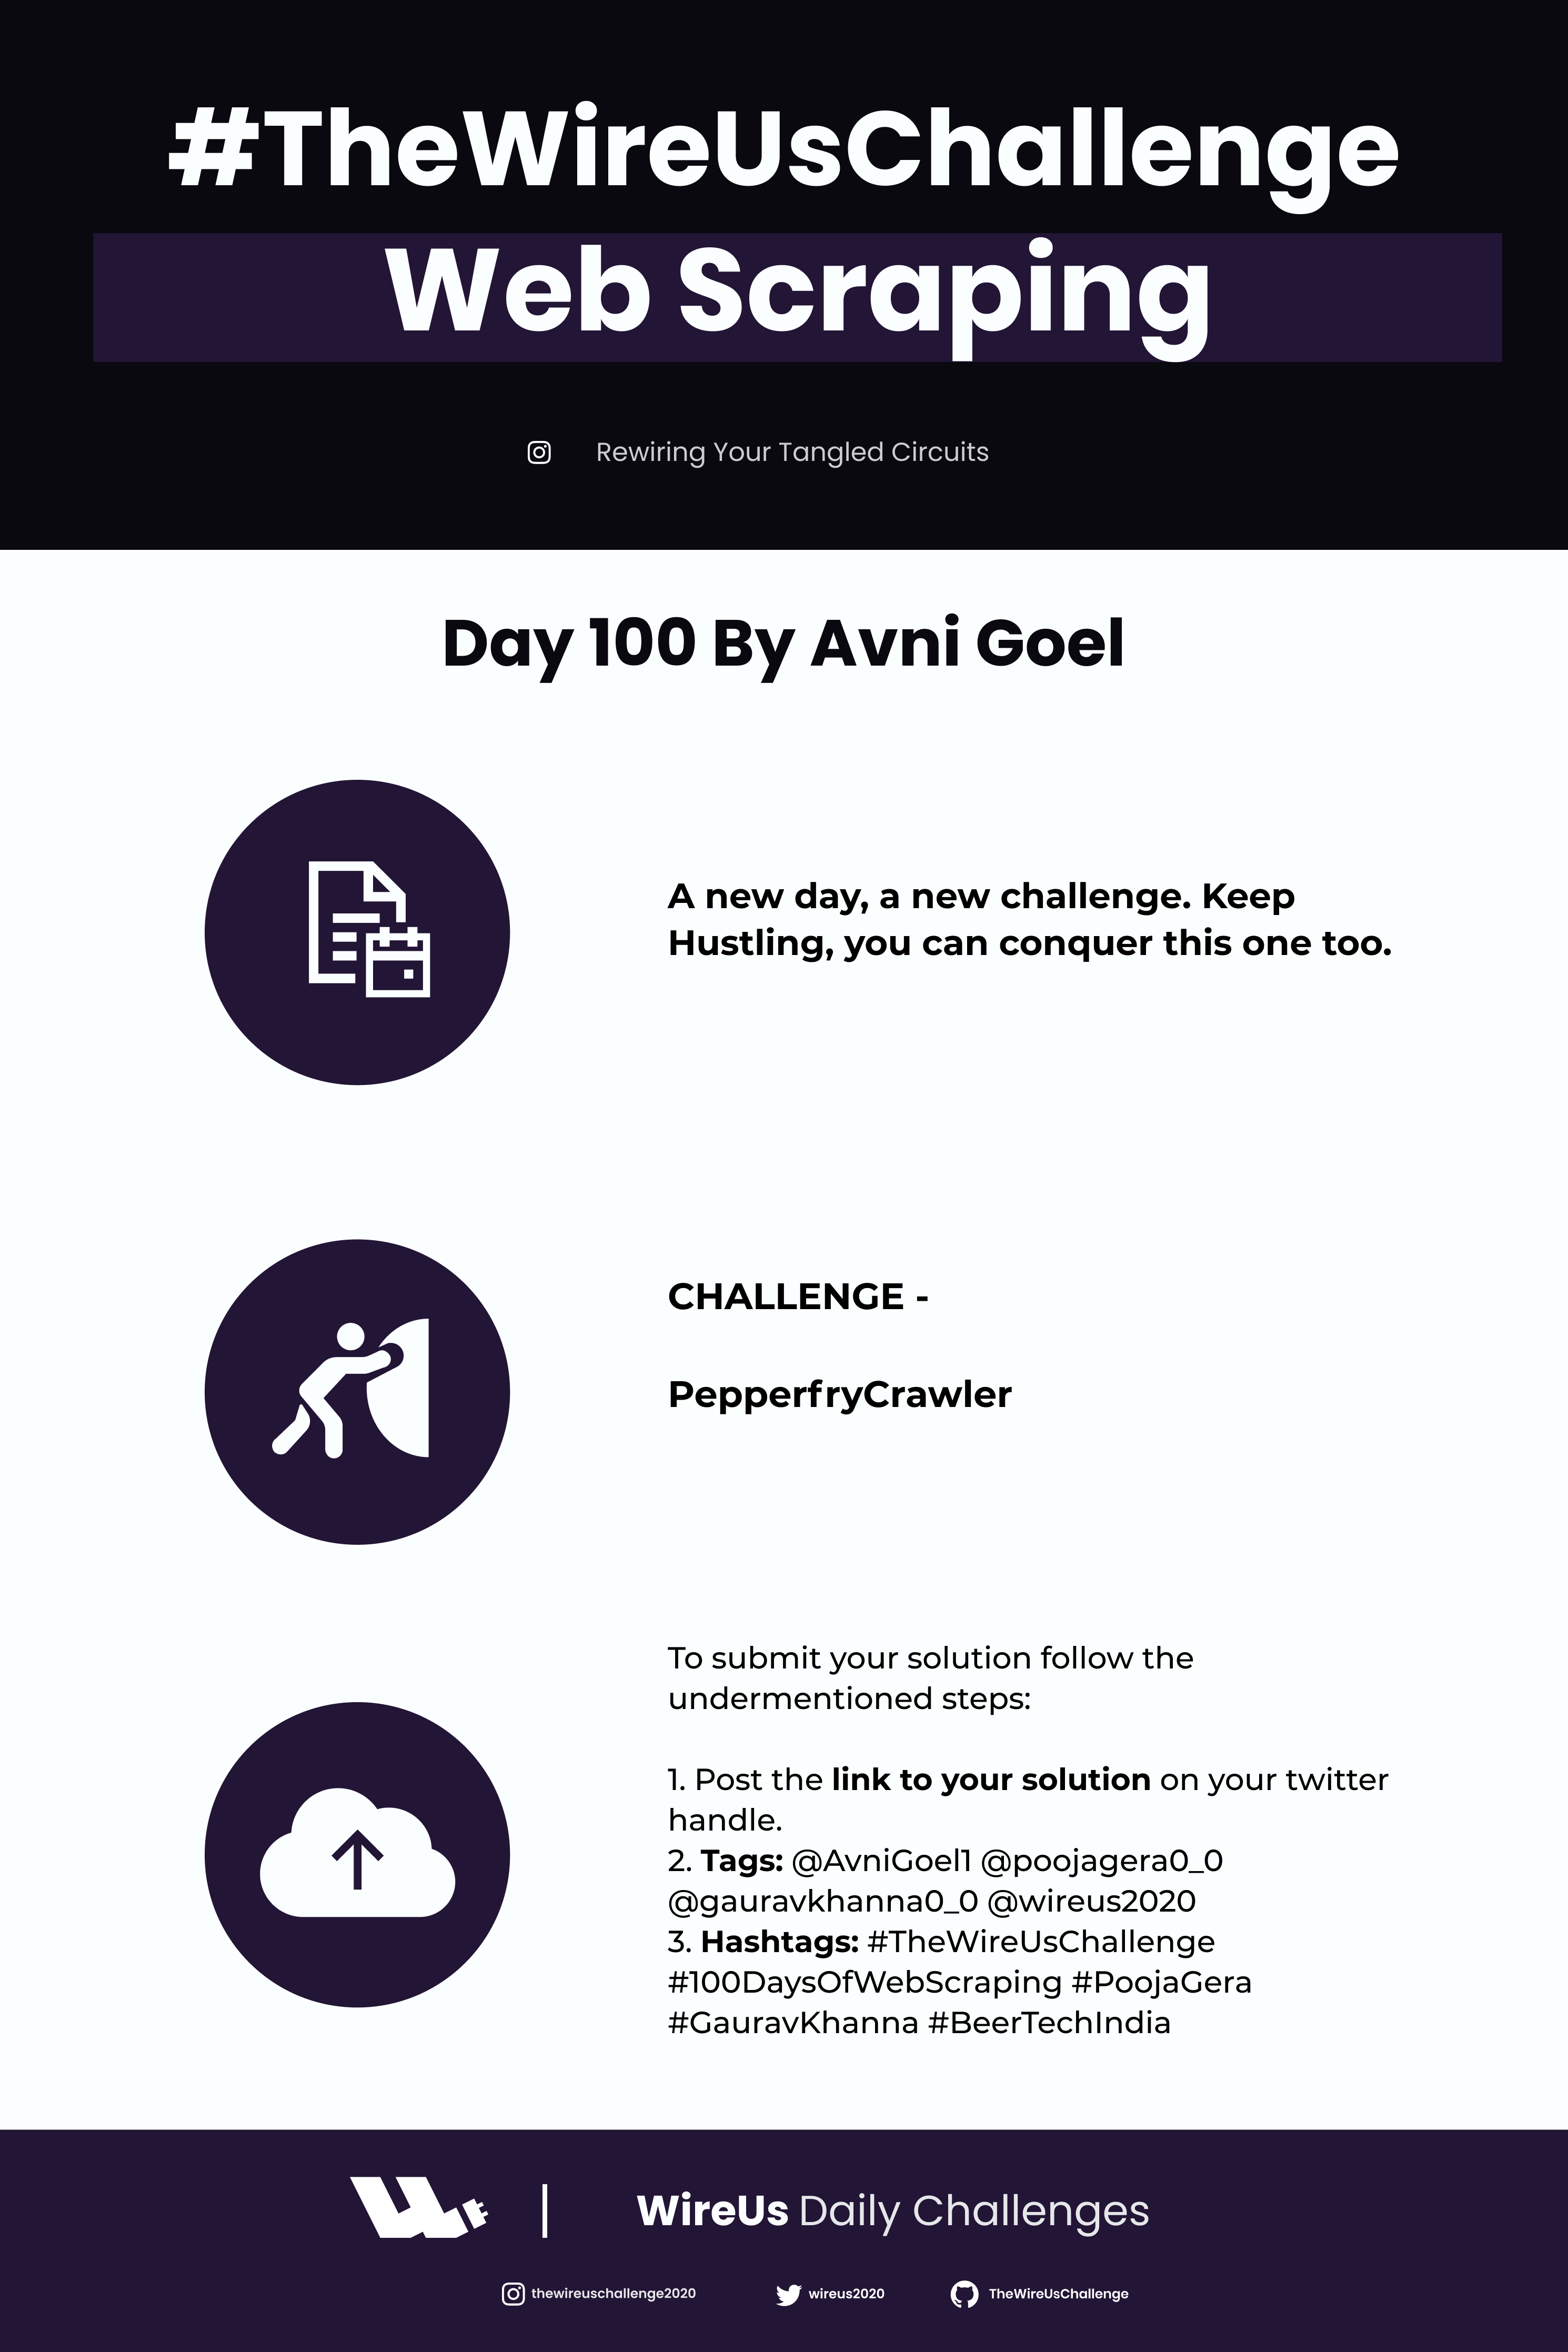 #TheWireUsChallenge
Web Scraping
Rewiring Your Tangled Circuits
Day 100 By Avni Goel
A new day, a new challenge. Keep
Hustling, you can conquer this one too.
CHALLENGE -
PepperfryCrawler
To submit your solution follow the
undermentioned steps:
1. Post the link to your solution on your twitter
handle.
2. Tags: @AvniGoel1 @poojagera0_0
@gauravkhanna0_0 @wireus2020
3. Hashtags: #TheWireUsChallenge
#100DaysOfWebScraping #PoojaGera
#GauravKhanna #BeerTechIndia
WireUs Daily Challenges
thewireuschallenge2020 wireus2020 TheWireUsChallenge